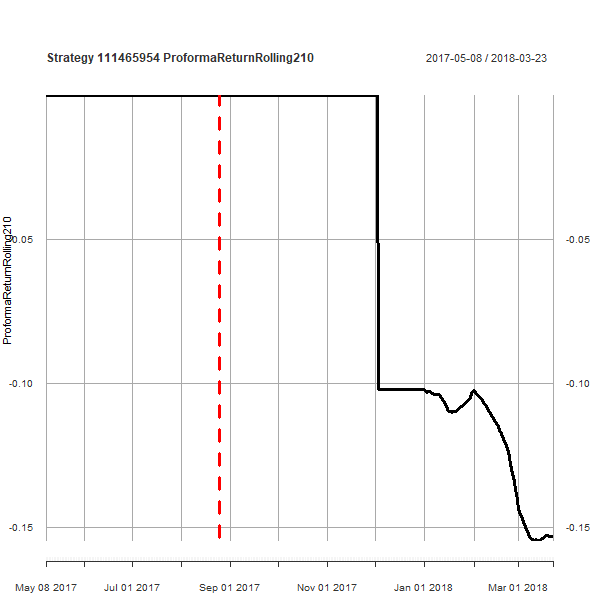 Strategy 111465954 ProformaReturnRolling210
2017-05-08 / 2018-03-23
ProformaReturnRolling210
-0.05
-0.05
-0.10
-0.10
-0.15
-0.15
May 08 2017
Jul 01 2017
Sep 01 2017
Nov 01 2017
Jan 01 2018
Mar 01 2018